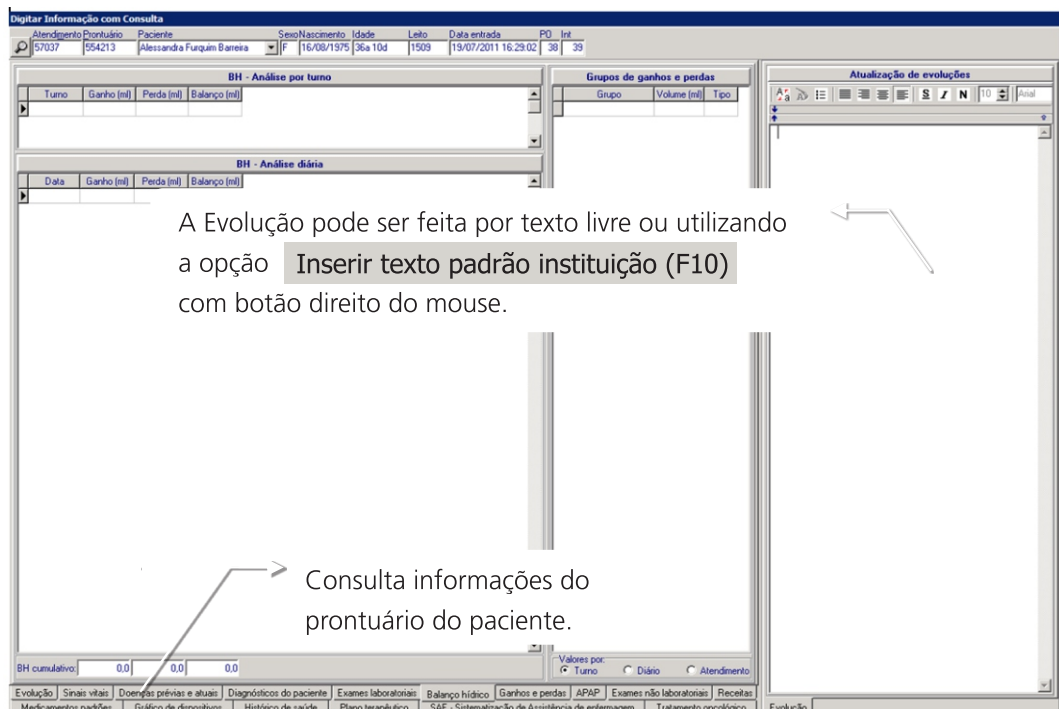 Digitar Informação com Consulta
Atendimento Prontuário Paciente Sexo Nascimento Idade Leito Data entrada PO Int
57037 554213 Alessandra Furquim Barreira F 16/08/1975 36a 10d 1509 19/07/2011 16:29:02 38 39
BH - Análise por turno
Turno Ganho (ml) Perda (ml) Balanço (ml)
BH - Análise diária
Data Ganho (ml) Perda (ml) Balanço (ml)
Grupos de ganhos e perdas
Grupo Volume (ml) Tipo
Atualização de evoluções
S I N 10 Arial
A Evolução pode ser feita por texto livre ou utilizando
a opção Inserir texto padrão instituição (F10)
com botão direito do mouse.
Consulta informações do
prontuário do paciente.
BH cumulativo: 0,0 0,0 0,0
Valores por:
Turno Diário Atendimento
Evolução Sinais vitais Doenças prévias e atuais Diagnósticos do paciente Exames laboratoriais Balanço hídrico Ganhos e perdas APAP Exames não laboratoriais Receitas
Medicamentos padrões Gráfico de dispositivos Histórico de saúde Plano terapêutico SAE - Sistematização de Assistência de enfermagem Tratamento oncológico
Evolução